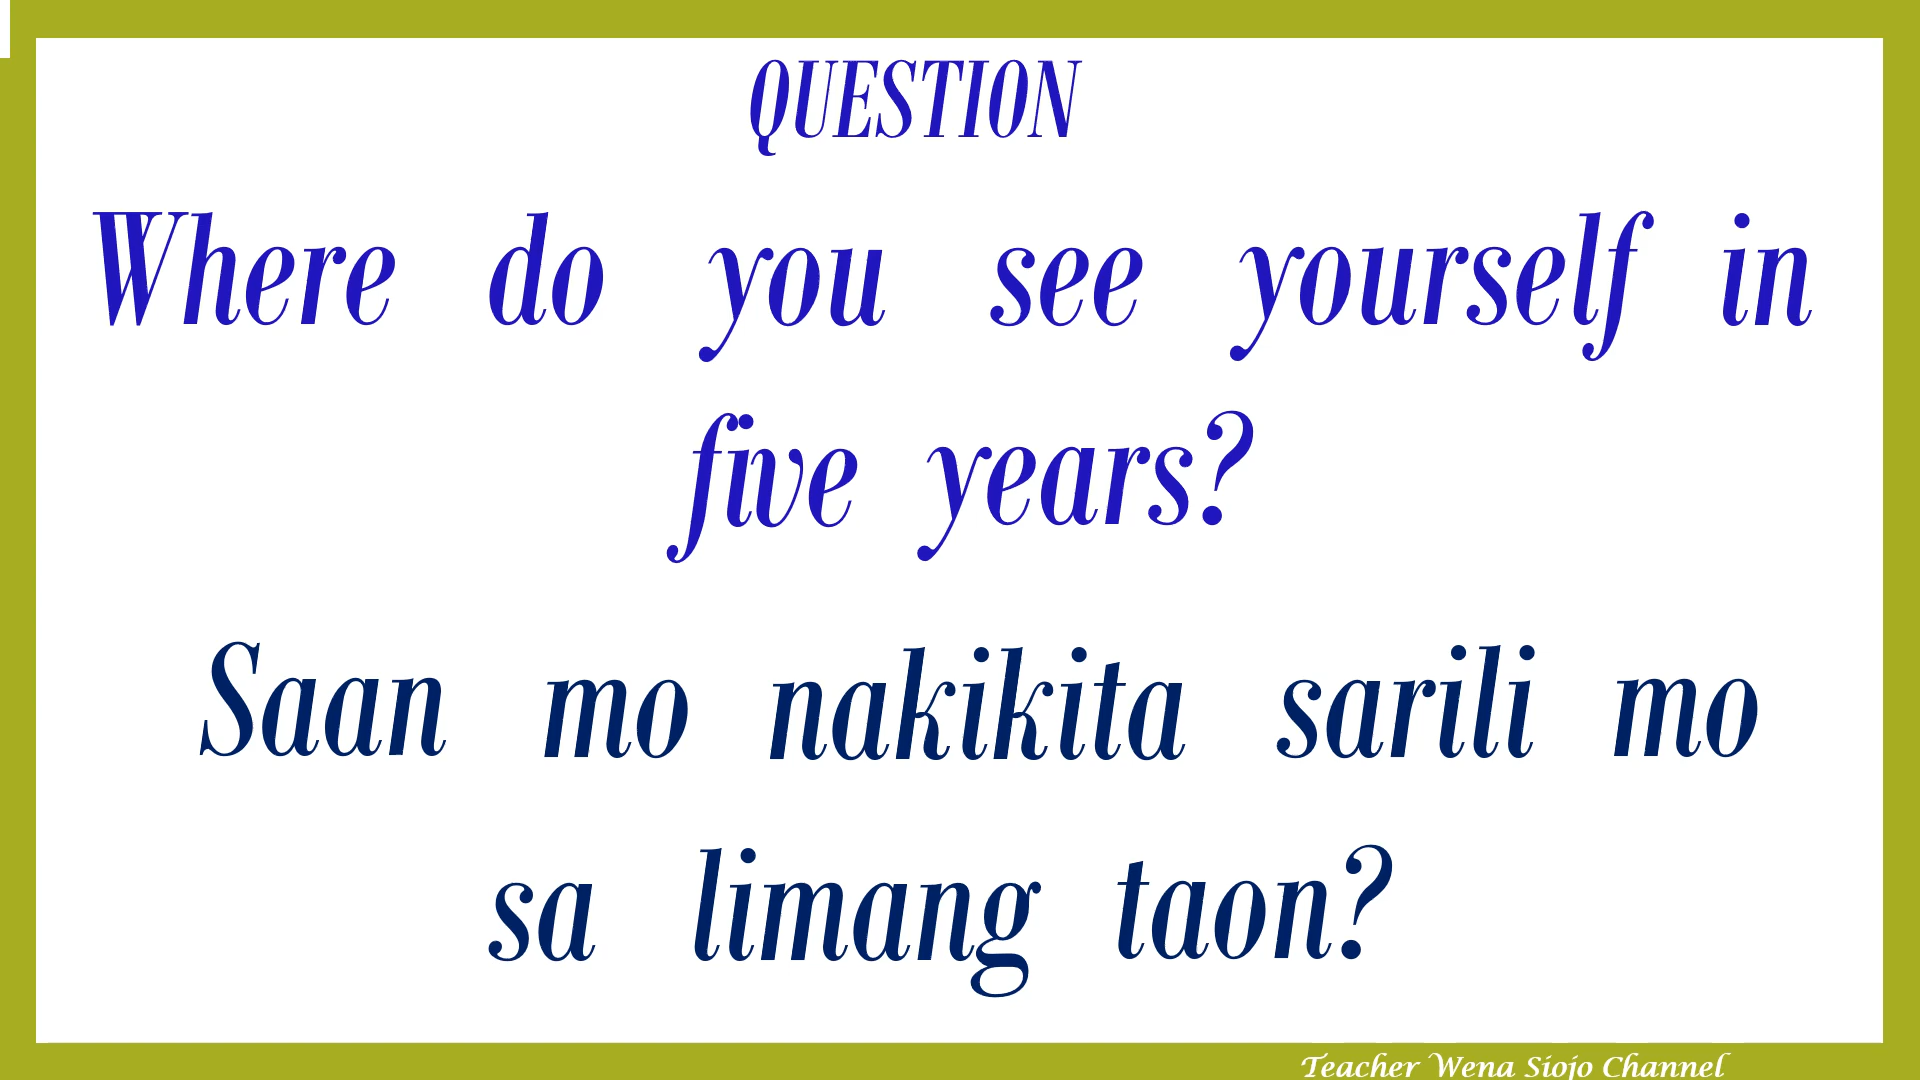 QUESTION
Where do you see yourself in
five years?
Saan mo nakikita sarili mo
sa limang taon?
Teacher Wena Siojo Channel